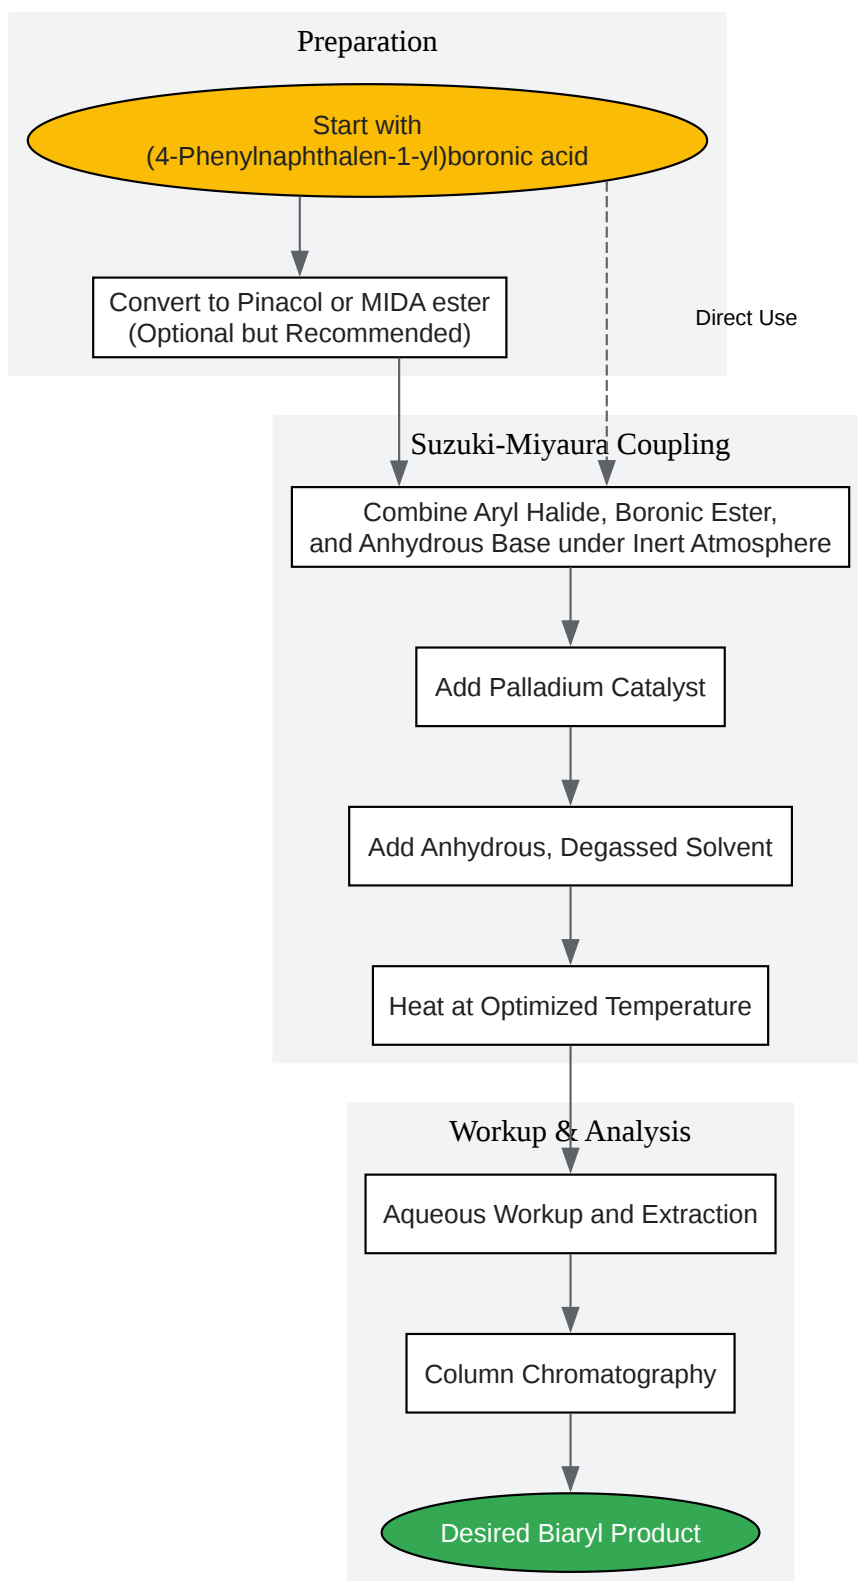 Preparation
Start with
(4-Phenylnaphthalen-1-yl)boronic acid
Convert to Pinacol or MIDA ester
(Optional but Recommended)
Direct Use
Suzuki-Miyaura Coupling
Combine Aryl Halide, Boronic Ester,
and Anhydrous Base under Inert Atmosphere
Add Palladium Catalyst
Add Anhydrous, Degassed Solvent
Heat at Optimized Temperature
Workup & Analysis
Aqueous Workup and Extraction
Column Chromatography
Desired Biaryl Product